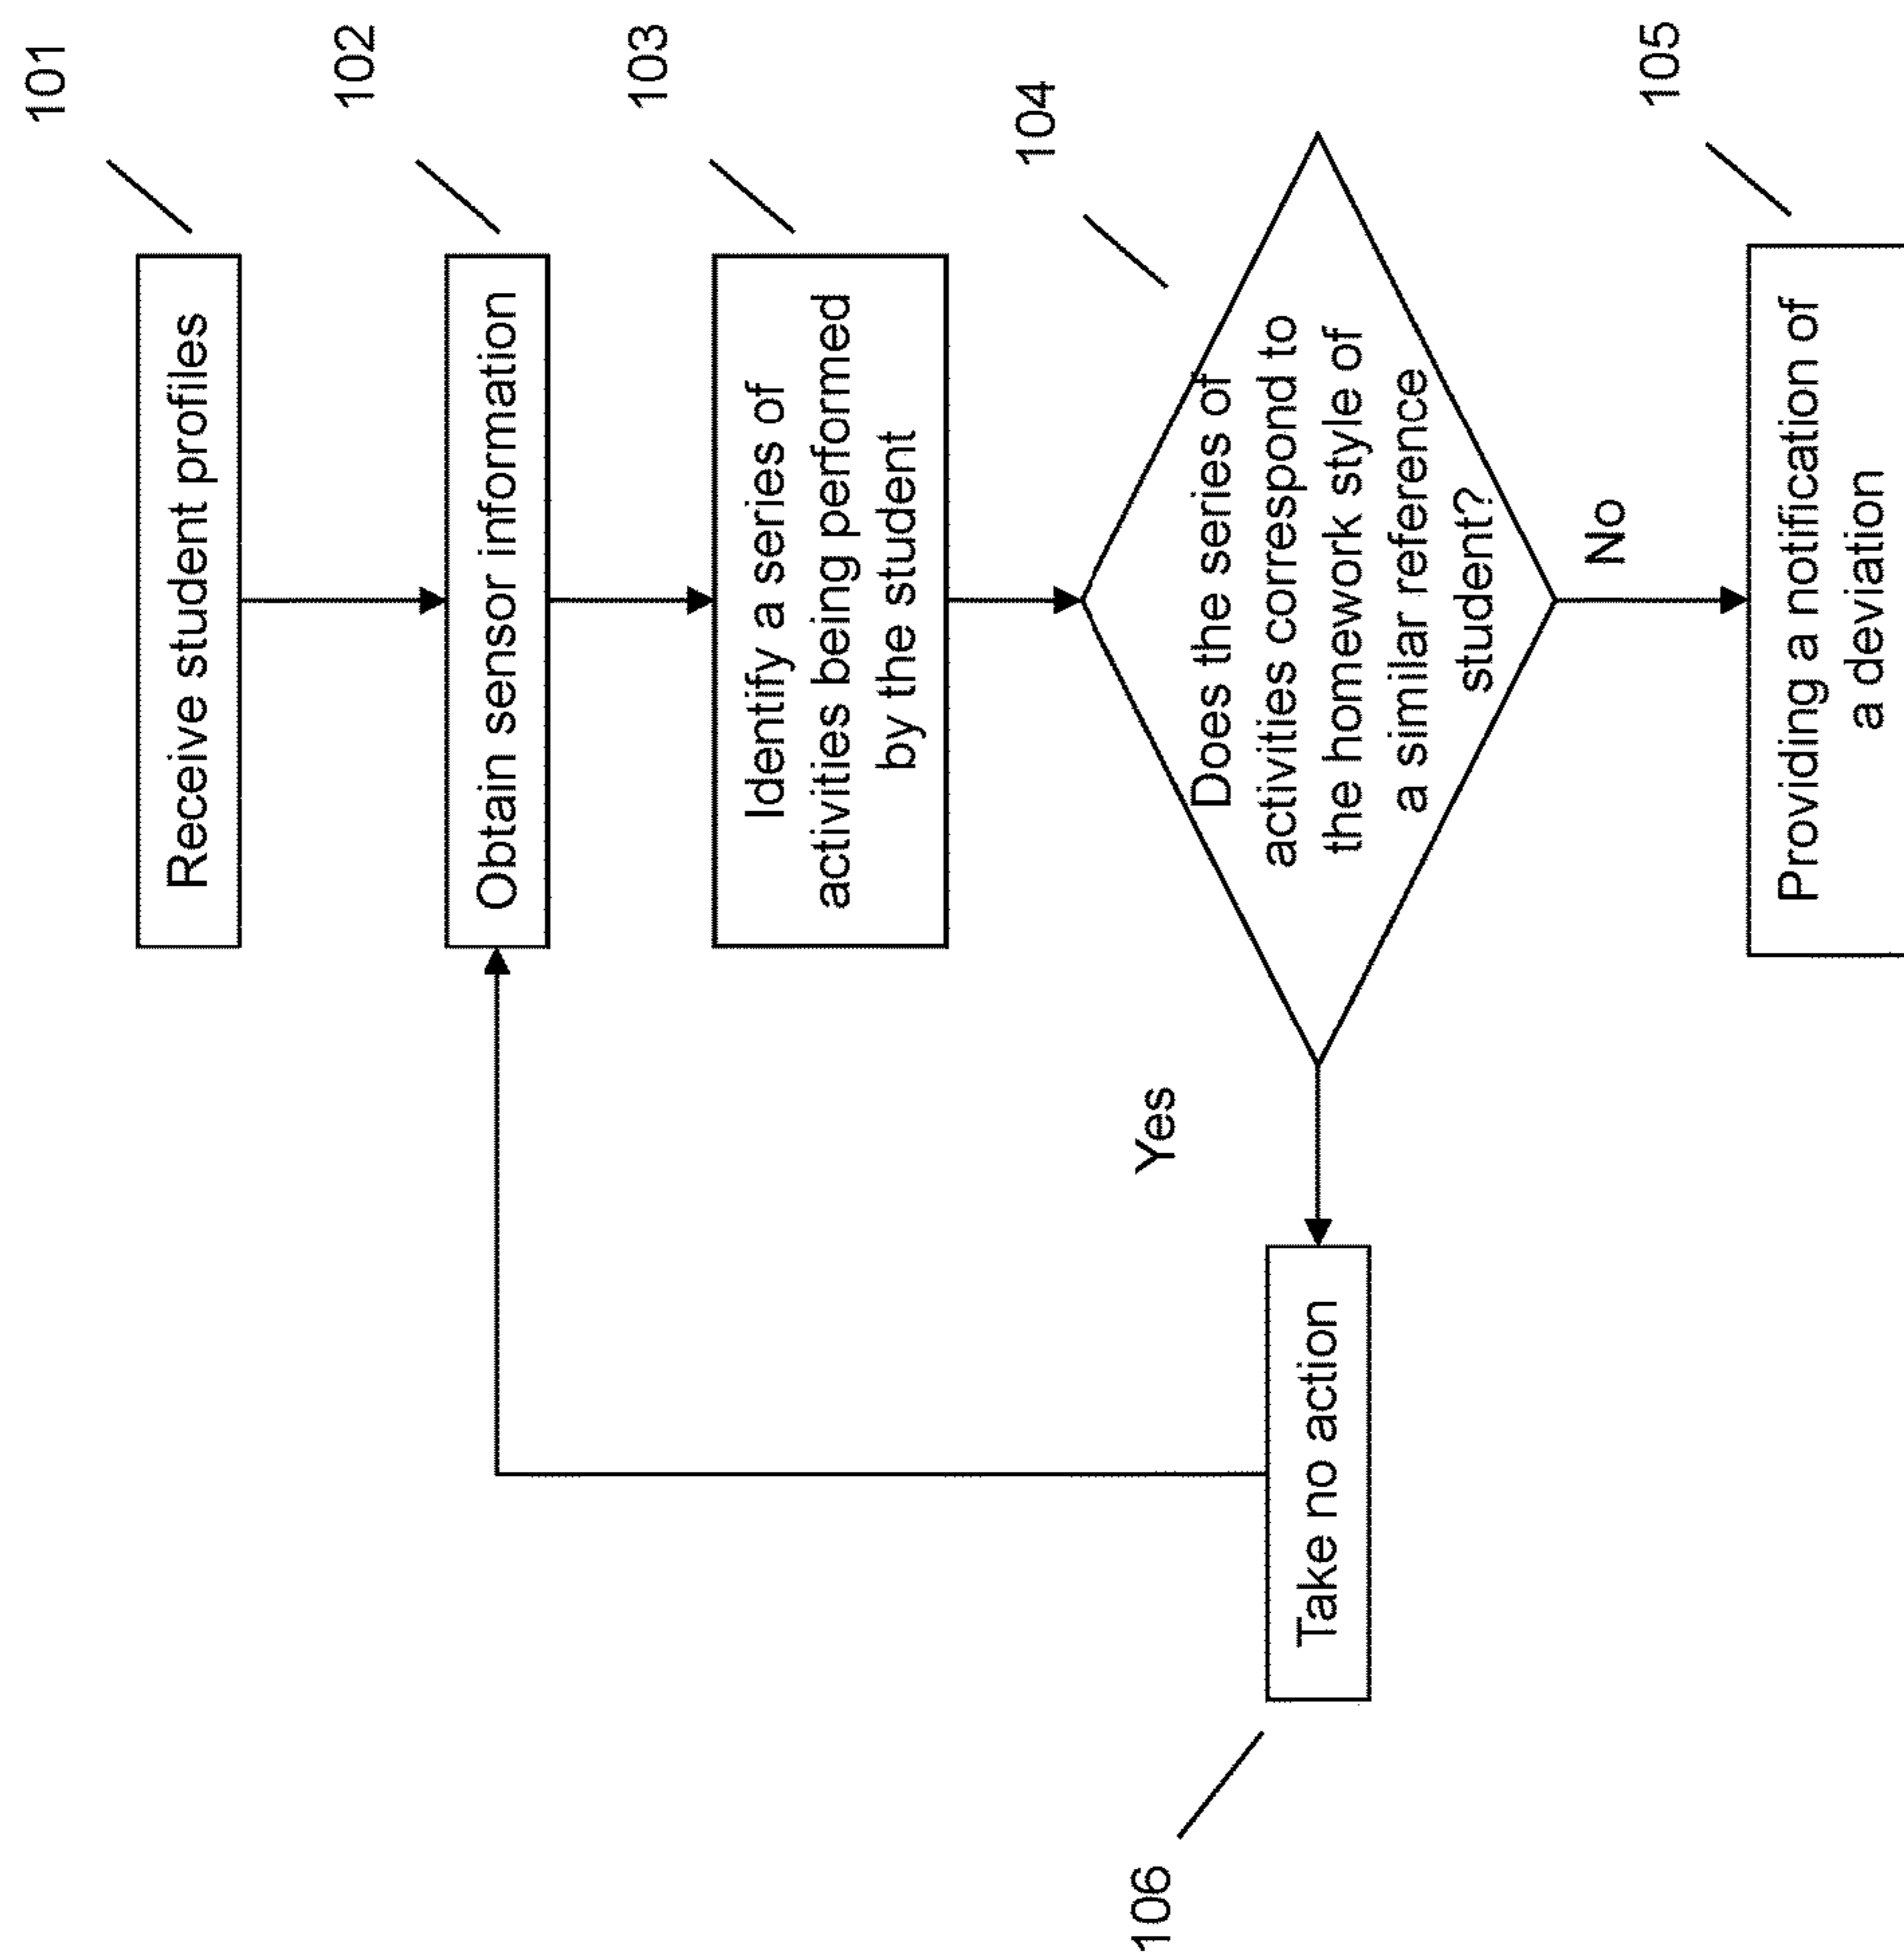 101
Receive student profiles
102
Obtain sensor information
103
Identify a series of
activities being performed
by the student
104
Does the series of
activities correspond to
the homework style of
a similar reference
student?
Yes
No
106
Take no action
105
Providing a notification of
a deviation